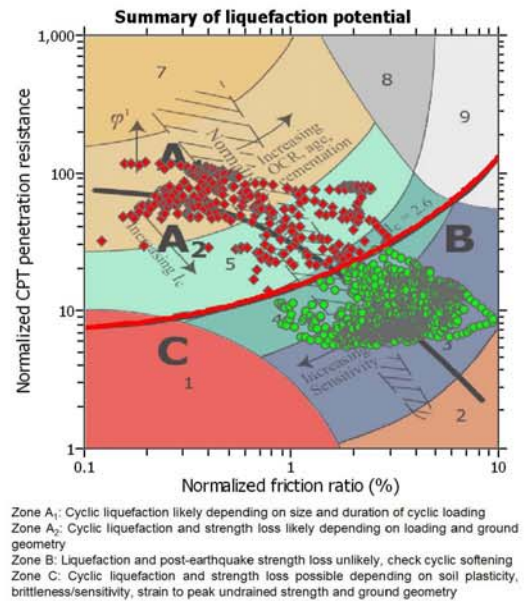 Summary of liquefaction potential
Normalized CPT penetration resistance
1,000
100
10
1
0.1
1
10
Normalized friction ratio (%)
7
8
9
φ'
Increasing
OCR, age,
cementation
A
A2
Increasing Ic
5
= 2.6
B
4
3
C
1
Increasing
Sensitivity
2
Zone A1: Cyclic liquefaction likely depending on size and duration of cyclic loading
Zone A2: Cyclic liquefaction and strength loss likely depending on loading and ground
geometry
Zone B: Liquefaction and post-earthquake strength loss unlikely, check cyclic softening
Zone C: Cyclic liquefaction and strength loss possible depending on soil plasticity,
brittleness/sensitivity, strain to peak undrained strength and ground geometry